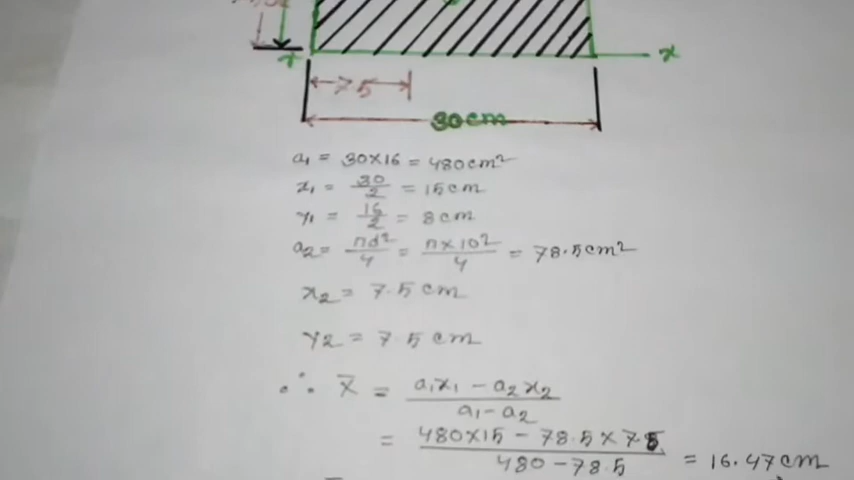 x x
7.5
30cm
a₁ = 30×16 = 480cm²
x₁ = 30/2 = 15cm
y₁ = 16/2 = 8cm
a₂ = πd²/4 = π×10²/4 = 78.5cm²
x₂ = 7.5 cm
Y₂ = 7.5 cm
∴ X̄ = a₁x₁ - a₂x₂ / a₁ - a₂
= 480×15 - 78.5×7.5 / 480 - 78.5 = 16.47cm